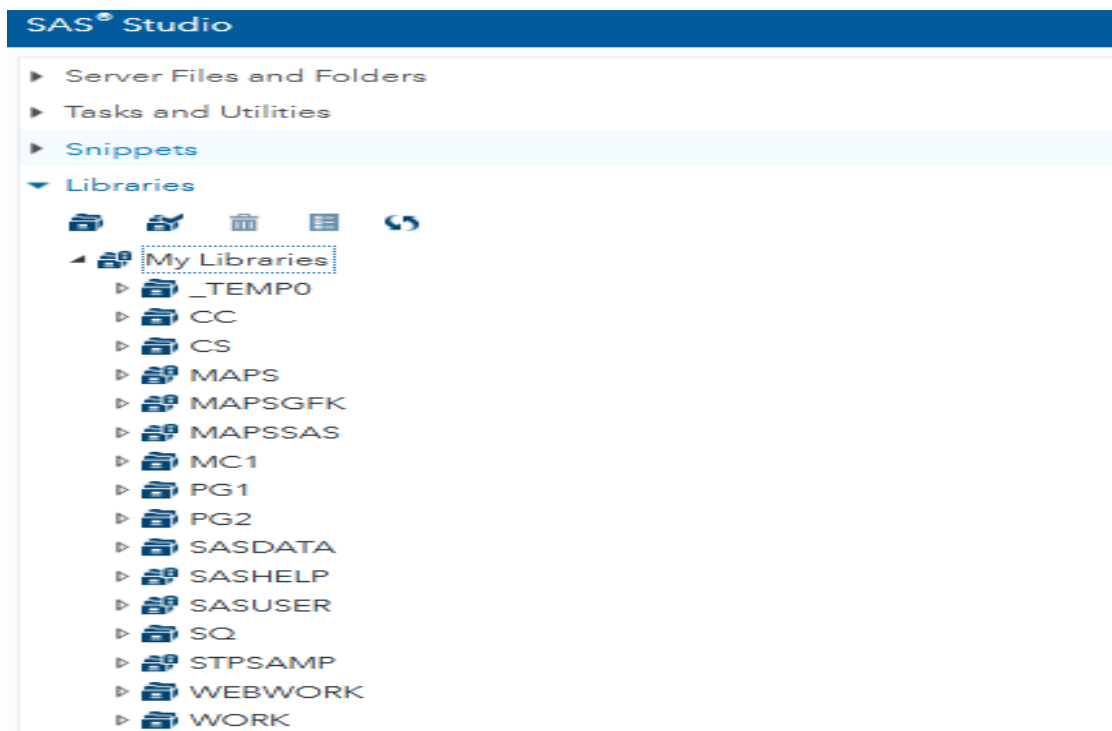 SAS® Studio
Server Files and Folders
Tasks and Utilities
Snippets
Libraries
My Libraries
_TEMP0
CC
CS
MAPS
MAPSGFK
MAPSSAS
MC1
PG1
PG2
SASDATA
SASHELP
SASUSER
SQ
STPSAMP
WEBWORK
WORK